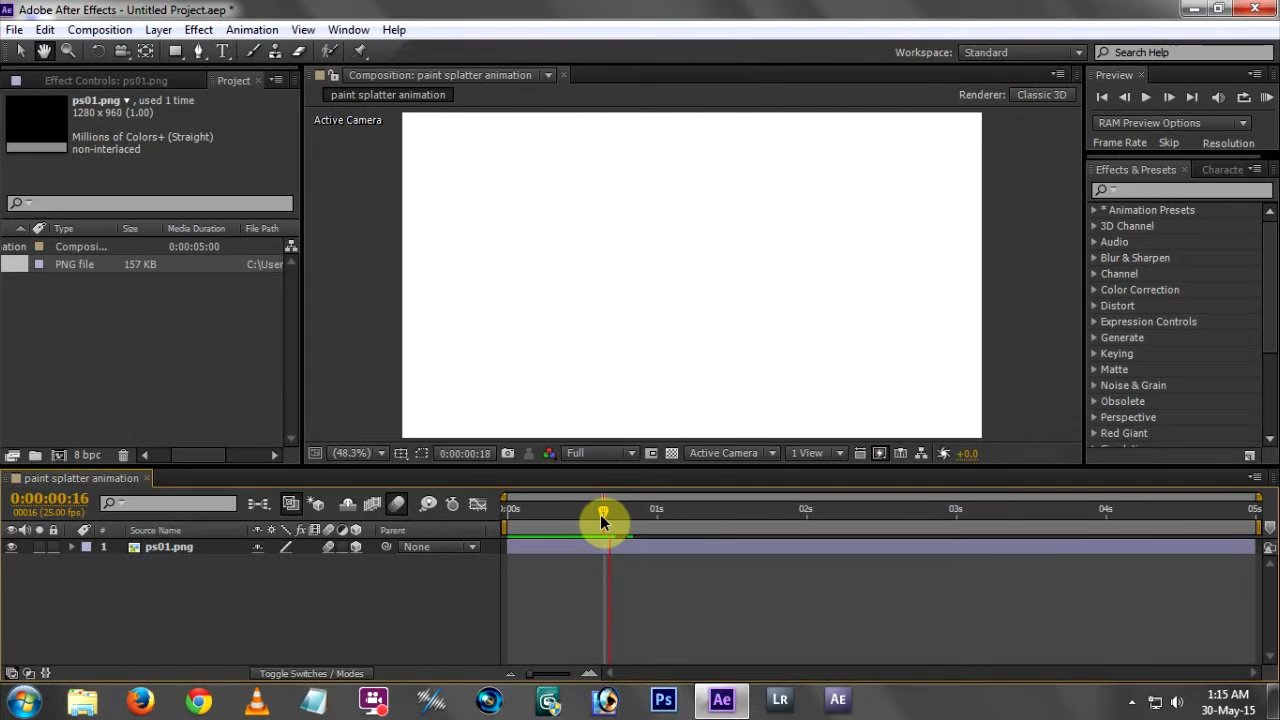 Ae Adobe After Effects - Untitled Project.aep *
File Edit Composition Layer Effect Animation View Window Help
Workspace: Standard Search Help
Effect Controls: ps01.png Project
ps01.png ▼, used 1 time
1280 x 960 (1.00)
Millions of Colors+ (Straight)
non-interlaced
Type Size Media Duration File Path
ation Composi... 0:00:05:00
PNG file 157 KB C:\User
8 bpc
Composition: paint splatter animation
paint splatter animation Renderer: Classic 3D
Active Camera
(48.3%) 0:00:00:18 Full Active Camera 1 View +0.0
Preview
RAM Preview Options
Frame Rate Skip Resolution
Effects & Presets Characte
* Animation Presets
3D Channel
Audio
Blur & Sharpen
Channel
Color Correction
Distort
Expression Controls
Generate
Keying
Matte
Noise & Grain
Obsolete
Perspective
Red Giant
paint splatter animation
0:00:00:16
00016 (25.00 fps)
:00s 01s 02s 03s 04s 05s
# Source Name Parent
1 ps01.png None
Toggle Switches / Modes
Ps Ae LR AE
1:15 AM
30-May-15